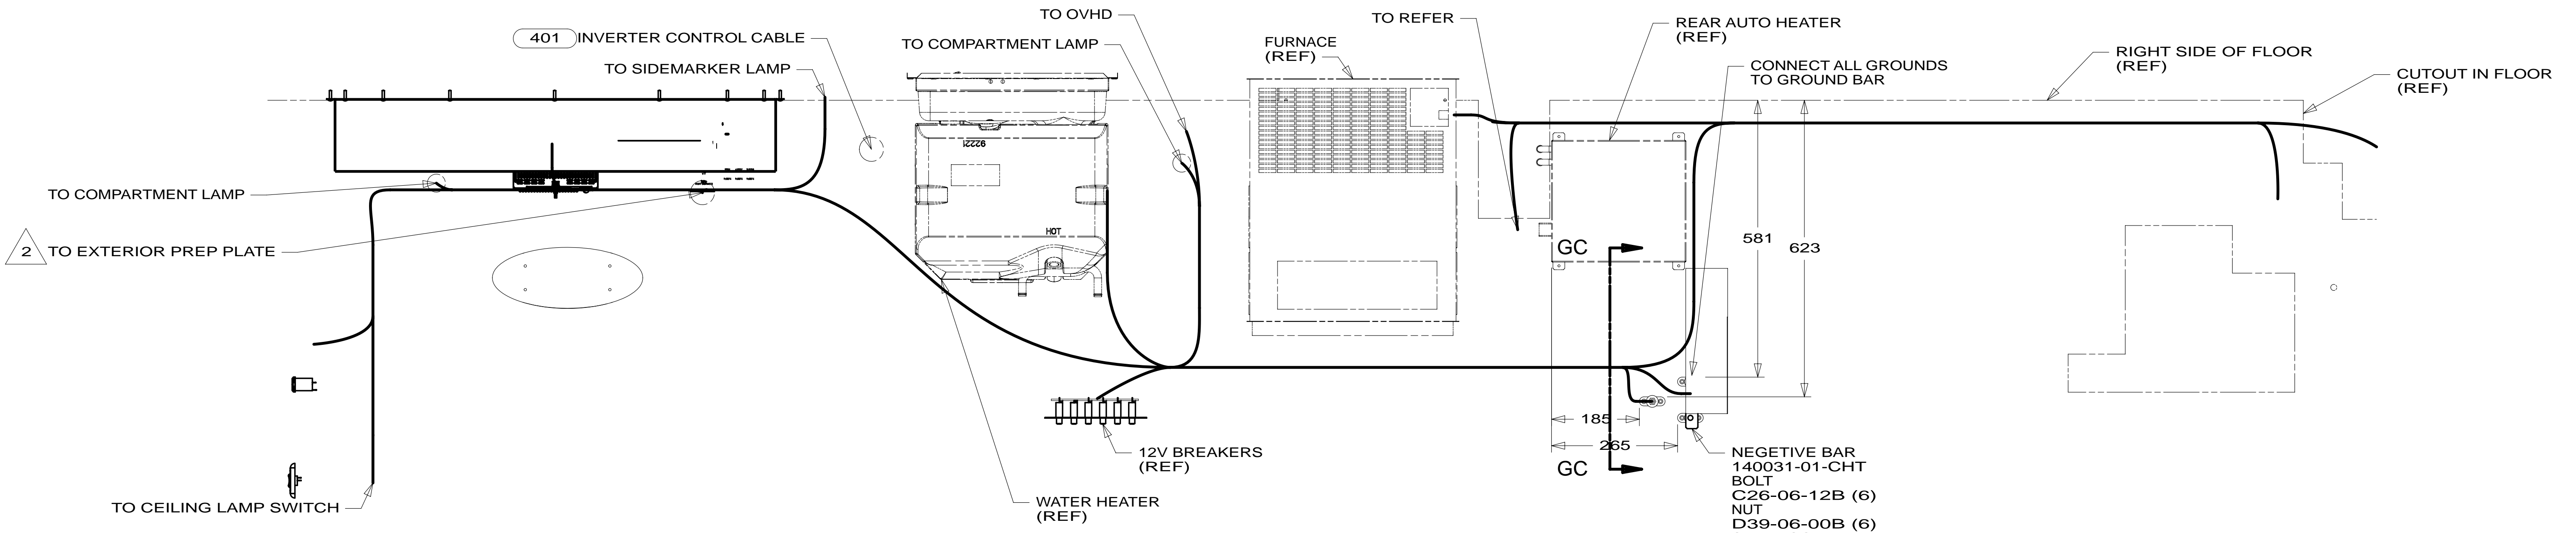 TO OVHD
TO REFER
REAR AUTO HEATER
(REF)
401
INVERTER CONTROL CABLE
TO COMPARTMENT LAMP
FURNACE
(REF)
RIGHT SIDE OF FLOOR
(REF)
TO SIDEMARKER LAMP
CONNECT ALL GROUNDS
TO GROUND BAR
CUTOUT IN FLOOR
(REF)
92221
TO COMPARTMENT LAMP
HOT
2
TO EXTERIOR PREP PLATE
GC
581
623
185
265
GC
12V BREAKERS
(REF)
NEGETIVE BAR
140031-01-CHT
BOLT
C26-06-12B (6)
NUT
D39-06-00B (6)
WATER HEATER
(REF)
TO CEILING LAMP SWITCH